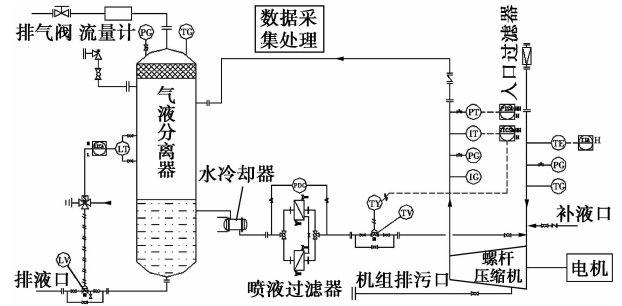 排气阀 流量计
PG
TG
数据采
集处理
入口过滤器
气液分离器
LT
水冷却器
PDG
PT
IT
PG
IG
TE
H
PG
TG
TY
TV
补液口
LV
排液口
喷液过滤器
机组排污口
螺杆
压缩机
电机